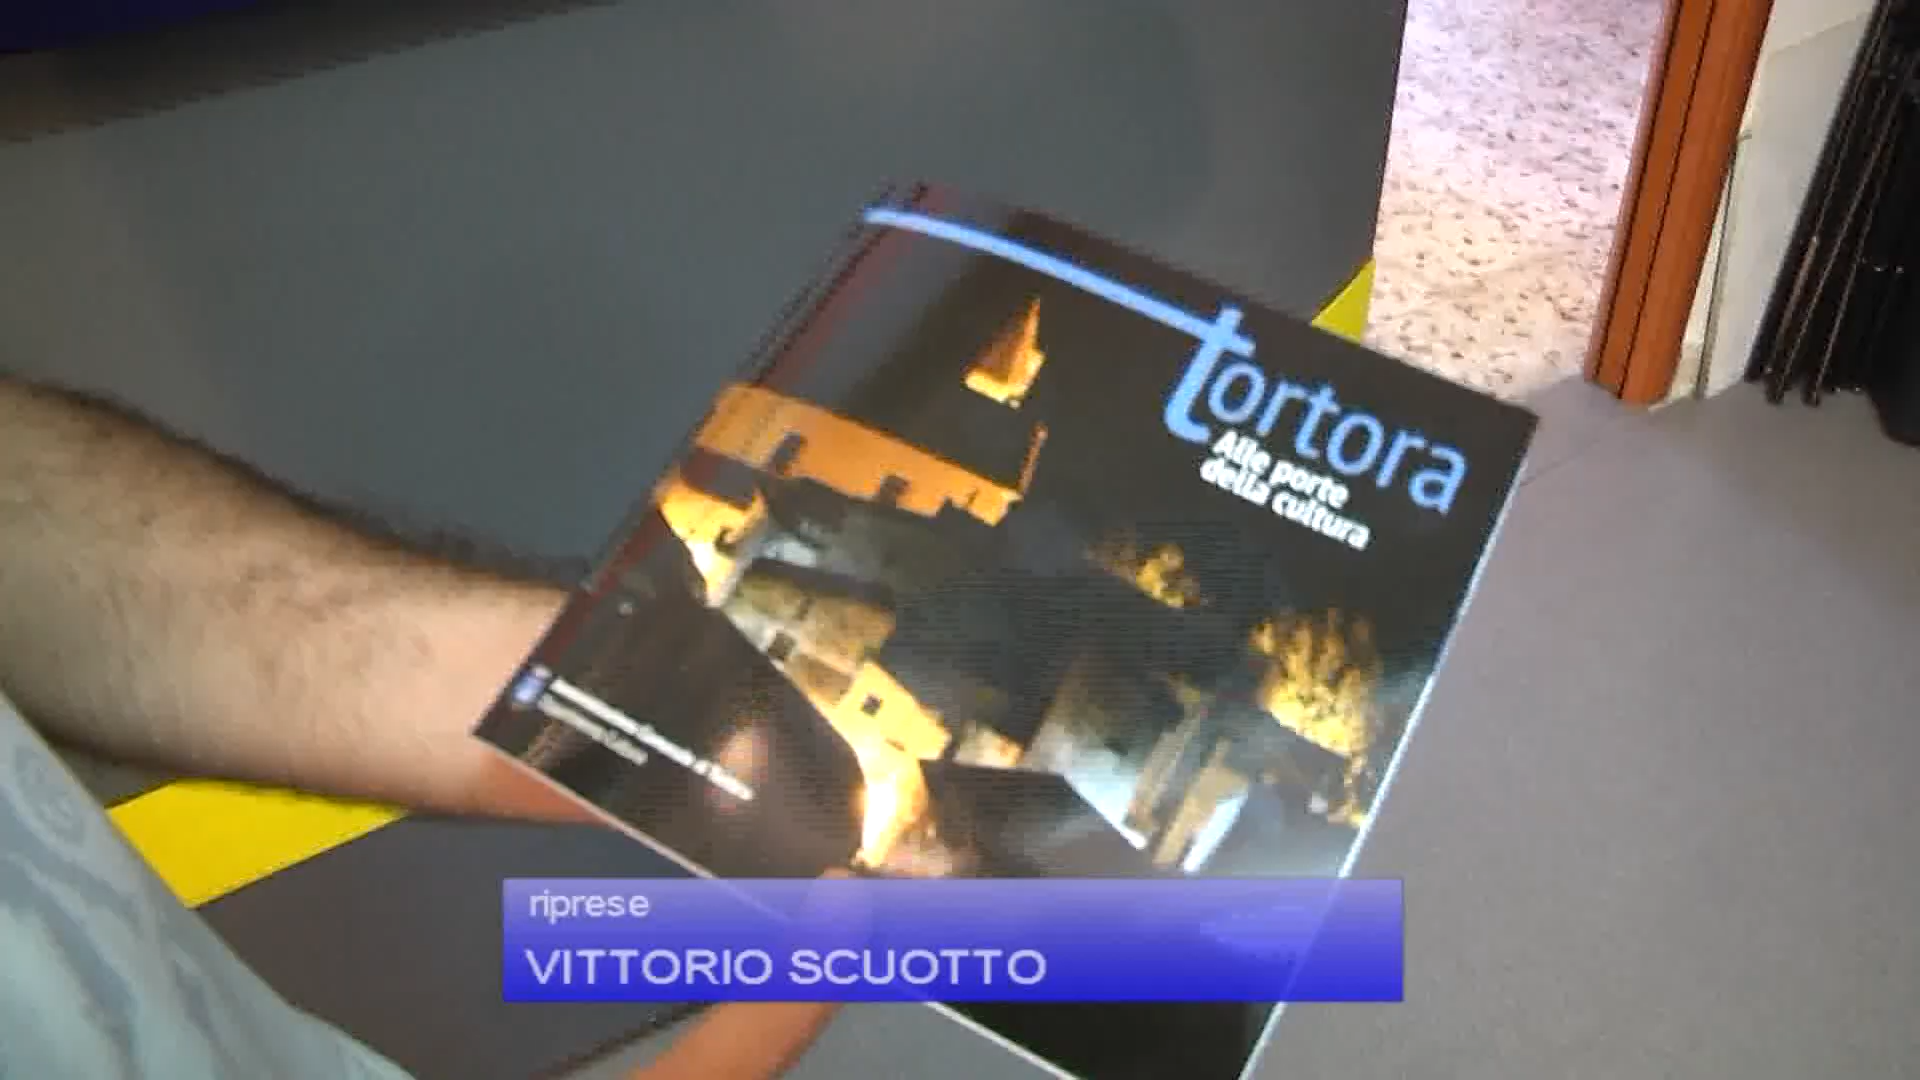 tortora
Alle porte
della cultura
riprese
VITTORIO SCUOTTO